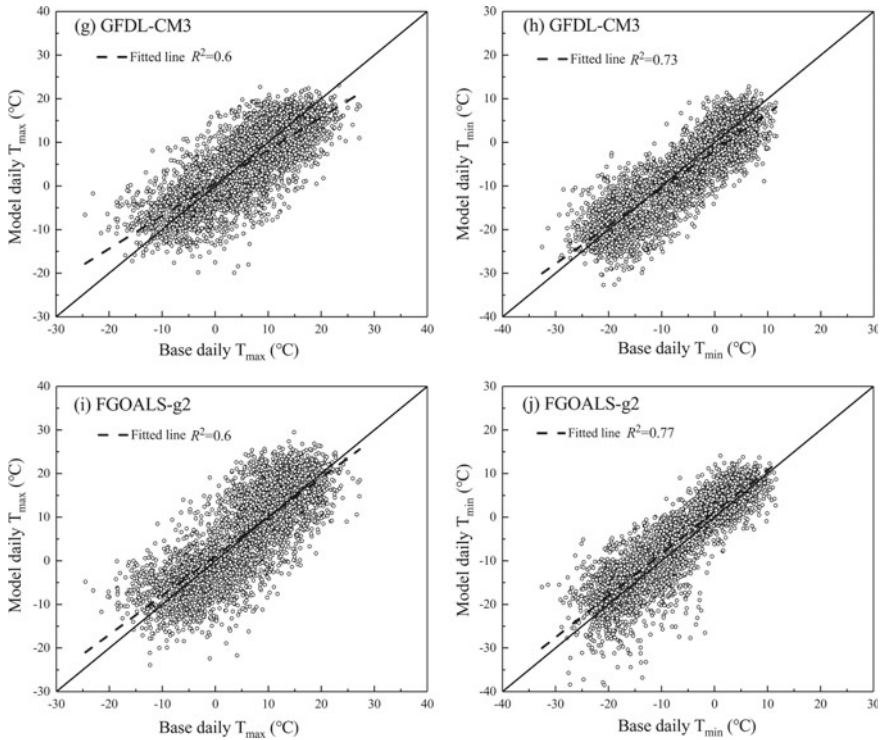 (g) GFDL-CM3
Fitted line R²=0.6
Model daily Tmax (°C)
40
30
20
10
0
-10
-20
-30
-30 -20 -10 0 10 20 30 40
Base daily Tmax (°C)
(h) GFDL-CM3
Fitted line R²=0.73
Model daily Tmin (°C)
30
20
10
0
-10
-20
-30
-40
-40 -30 -20 -10 0 10 20 30
Base daily Tmin (°C)
(i) FGOALS-g2
Fitted line R²=0.6
Model daily Tmax (°C)
40
30
20
10
0
-10
-20
-30
-30 -20 -10 0 10 20 30 40
Base daily Tmax (°C)
(j) FGOALS-g2
Fitted line R²=0.77
Model daily Tmin (°C)
30
20
10
0
-10
-20
-30
-40
-40 -30 -20 -10 0 10 20 30
Base daily Tmin (°C)